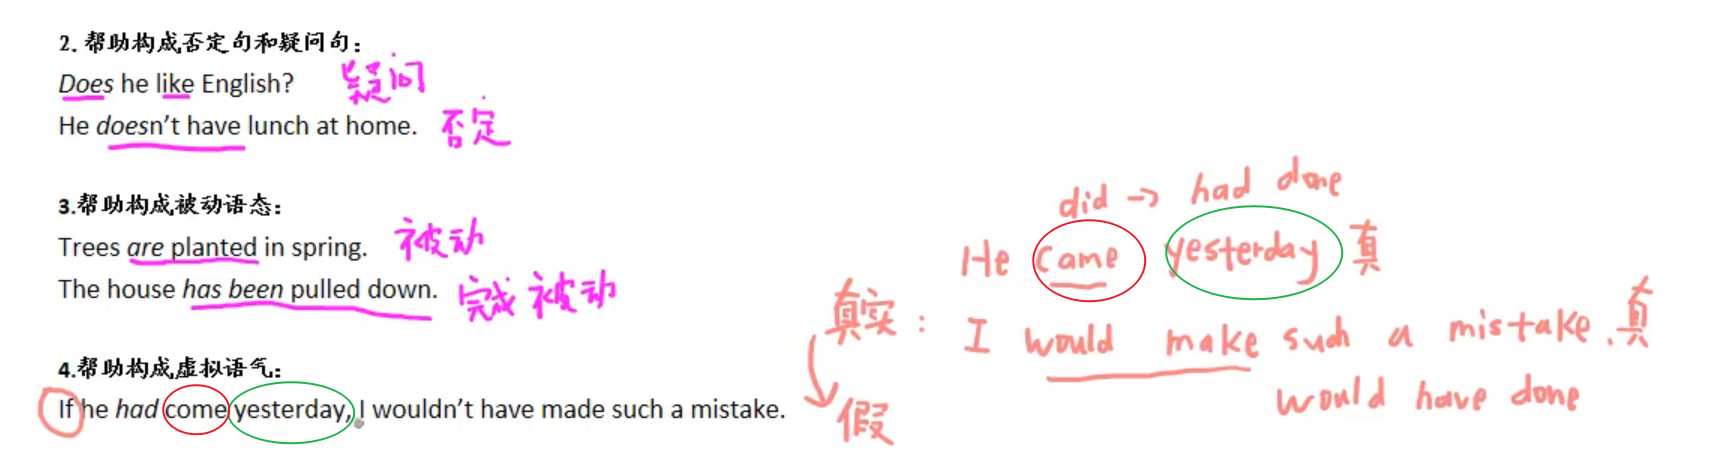 2. 帮助构成否定句和疑问句：
Does he like English? 疑问
He doesn't have lunch at home. 否定
3.帮助构成被动语态：
Trees are planted in spring. 被动
The house has been pulled down. 完成被动
4.帮助构成虚拟语气：
If he had come yesterday, I wouldn't have made such a mistake.
did → had done
He came yesterday 真
真实： I would make such a mistake. 真
would have done
假